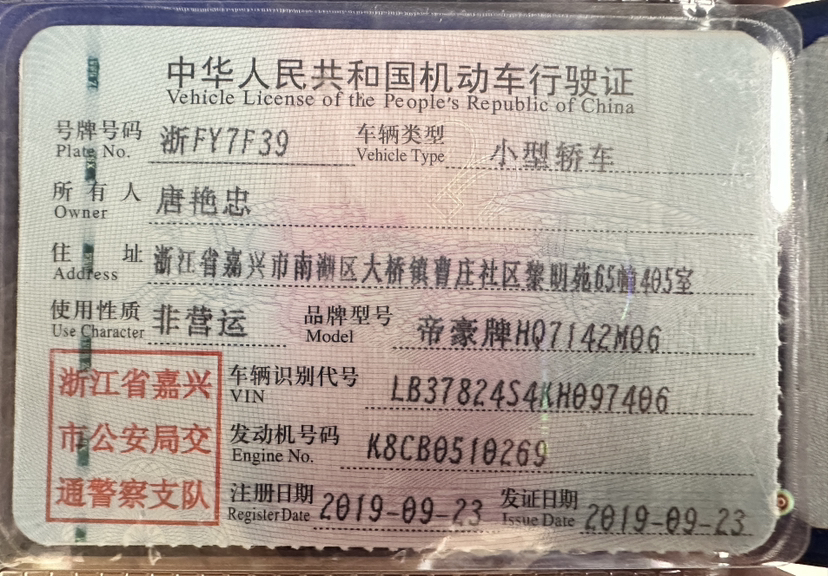 中华人民共和国机动车行驶证
Vehicle License of the People's Republic of China
号牌号码 浙FY7F39 车辆类型 小型轿车
Plate No. Vehicle Type
所有人 唐艳忠
Owner
住址 浙江省嘉兴市南湖区大桥镇曹庄社区黎明苑65幢405室
Address
使用性质 非营运 品牌型号 帝豪牌HQ7142M06
Use Character Model
浙江省嘉兴 车辆识别代号 LB37824S4KH097406
VIN
市公安局交 发动机号码 K8CB0510269
Engine No.
通警察支队 注册日期 2019-09-23 发证日期 2019-09-23
Register Date Issue Date